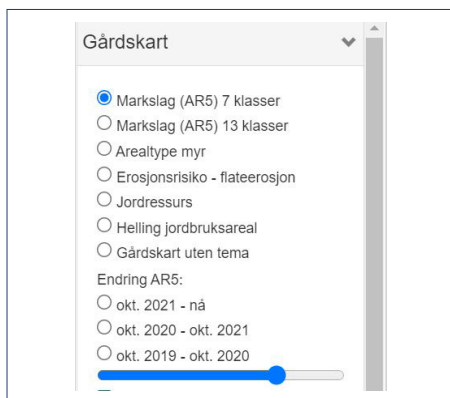 Gårdskart
Markslag (AR5) 7 klasser
Markslag (AR5) 13 klasser
Arealtype myr
Erosjonsrisiko - flateerosjon
Jordressurs
Helling jordbruksareal
Gårdskart uten tema
Endring AR5:
okt. 2021 - nå
okt. 2020 - okt. 2021
okt. 2019 - okt. 2020